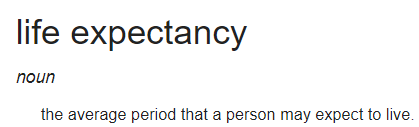 life expectancy
noun
the average period that a person may expect to live.